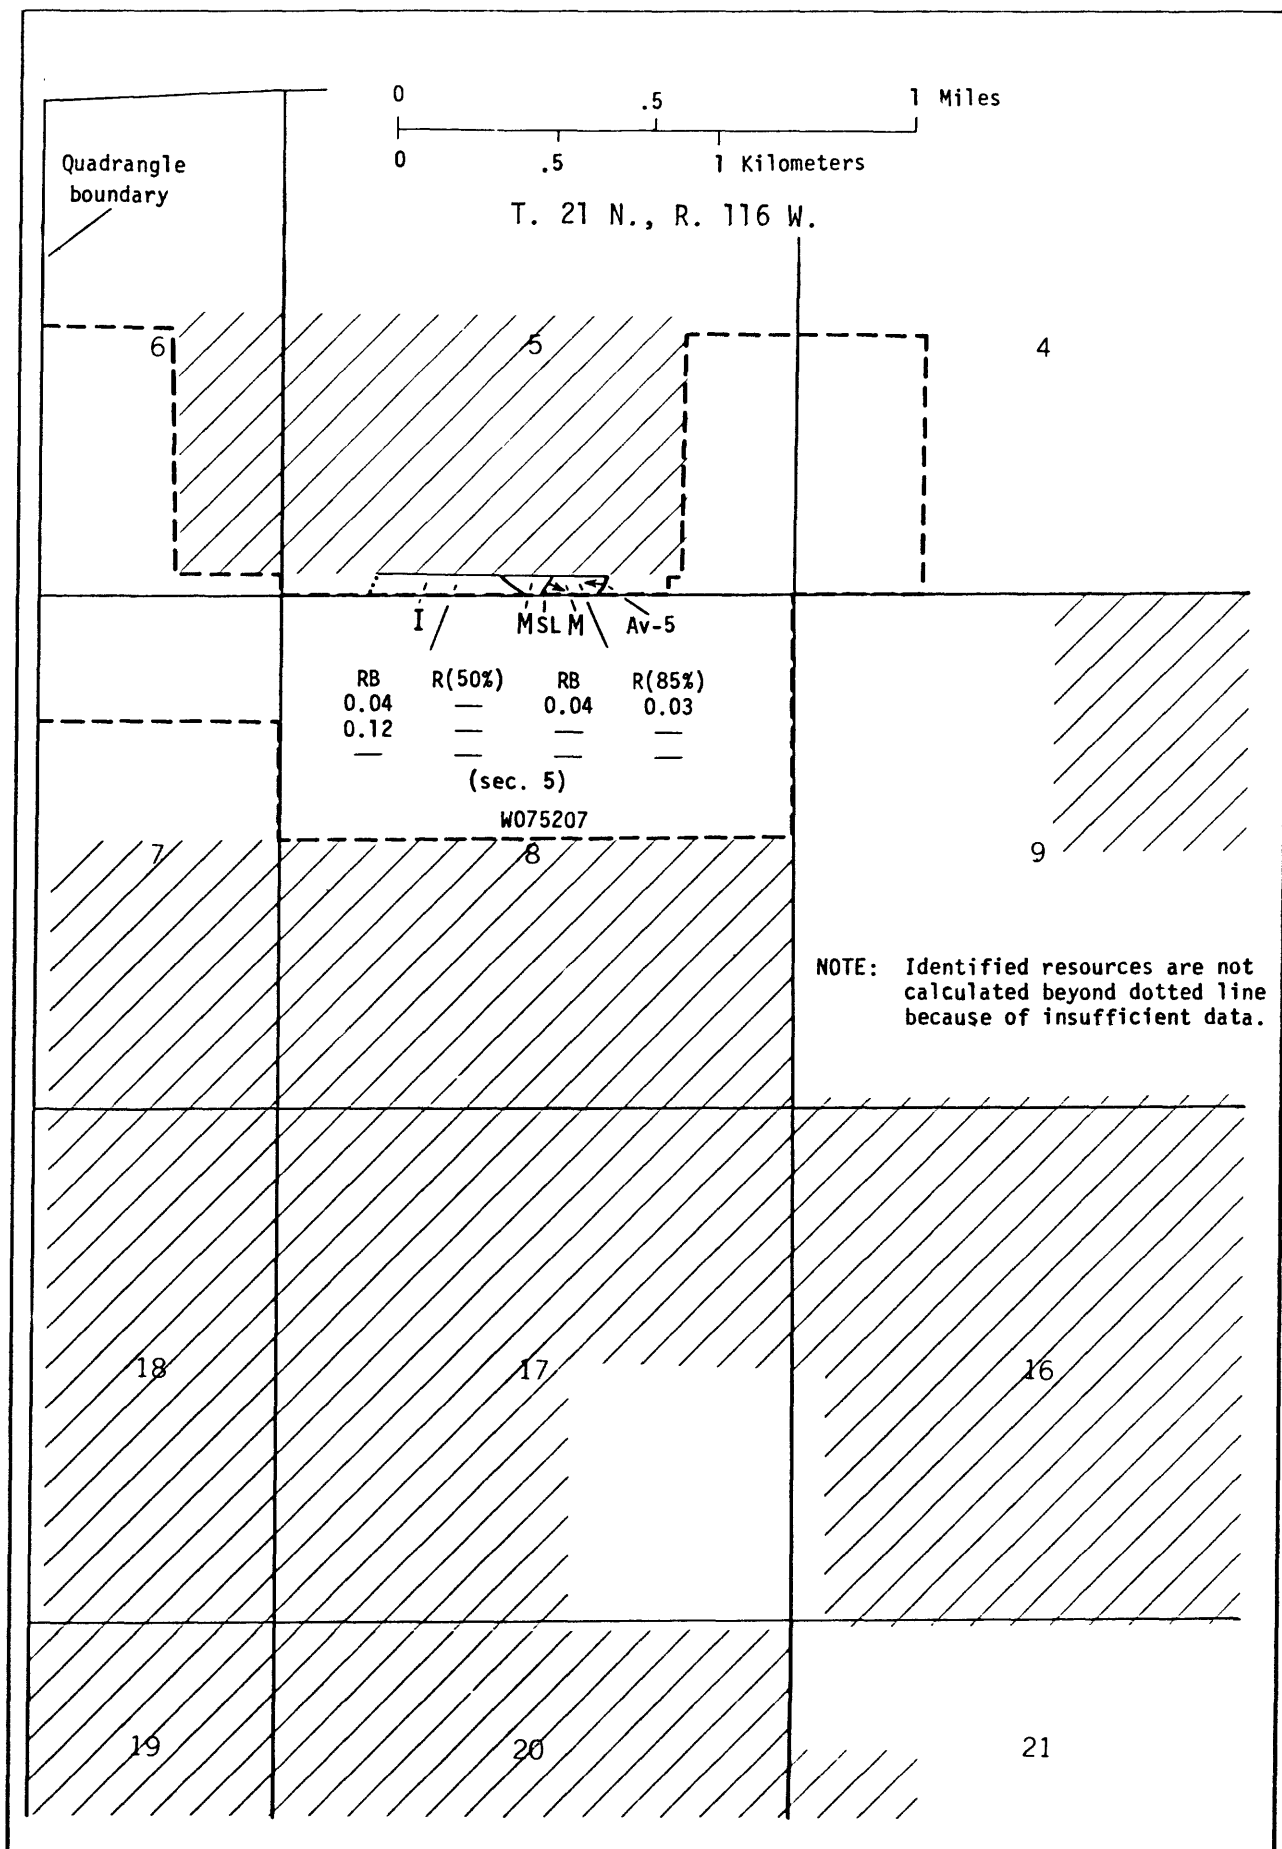 0 .5 1 Miles
0 .5 1 Kilometers
Quadrangle
boundary
T. 21 N., R. 116 W.
6 5 4
I M SL M Av-5
RB R(50%) RB R(85%)
0.04 — 0.04 0.03
0.12 — — —
— — — —
(sec. 5)
W075207
7 8 9
NOTE: Identified resources are not
calculated beyond dotted line
because of insufficient data.
18 17 16
19 20 21